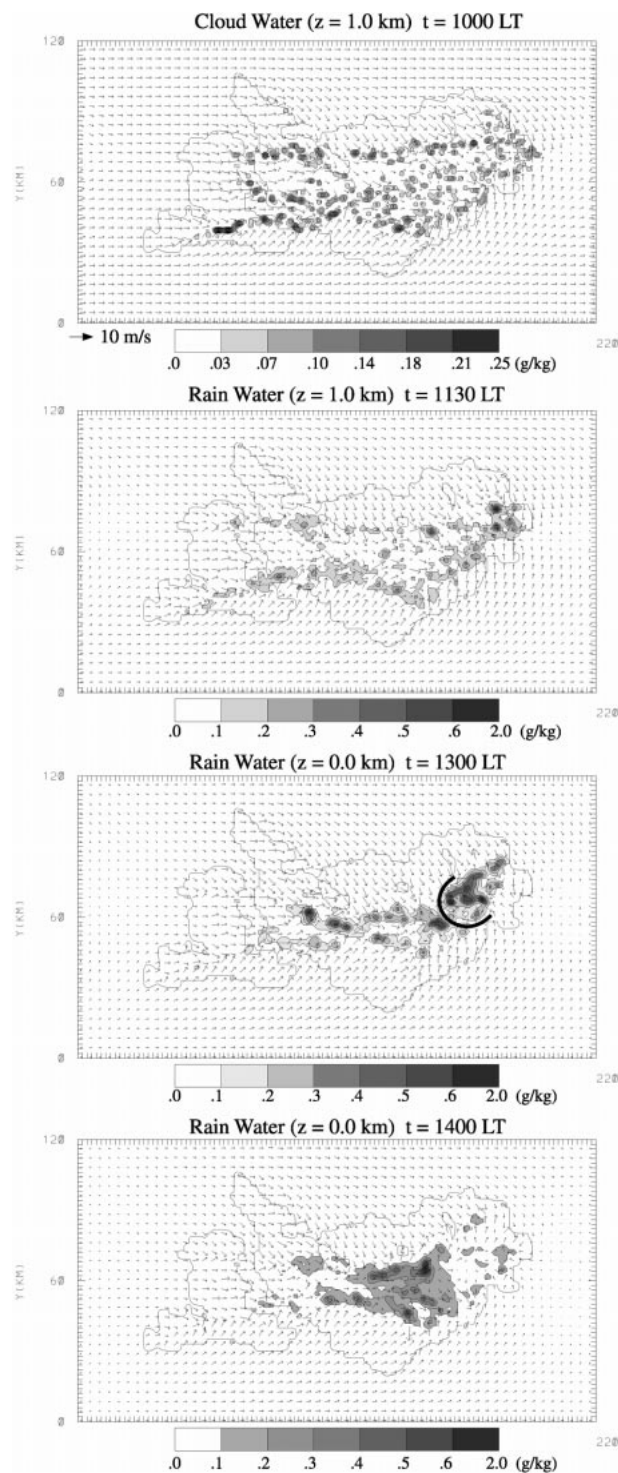 Cloud Water (z = 1.0 km) t = 1000 LT
120
Y(KM)
60
0
10 m/s
220
.0 .03 .07 .10 .14 .18 .21 .25 (g/kg)
Rain Water (z = 1.0 km) t = 1130 LT
120
Y(KM)
60
0
220
.0 .1 .2 .3 .4 .5 .6 2.0 (g/kg)
Rain Water (z = 0.0 km) t = 1300 LT
120
Y(KM)
60
0
220
.0 .1 .2 .3 .4 .5 .6 2.0 (g/kg)
Rain Water (z = 0.0 km) t = 1400 LT
120
Y(KM)
60
0
220
.0 .1 .2 .3 .4 .5 .6 2.0 (g/kg)